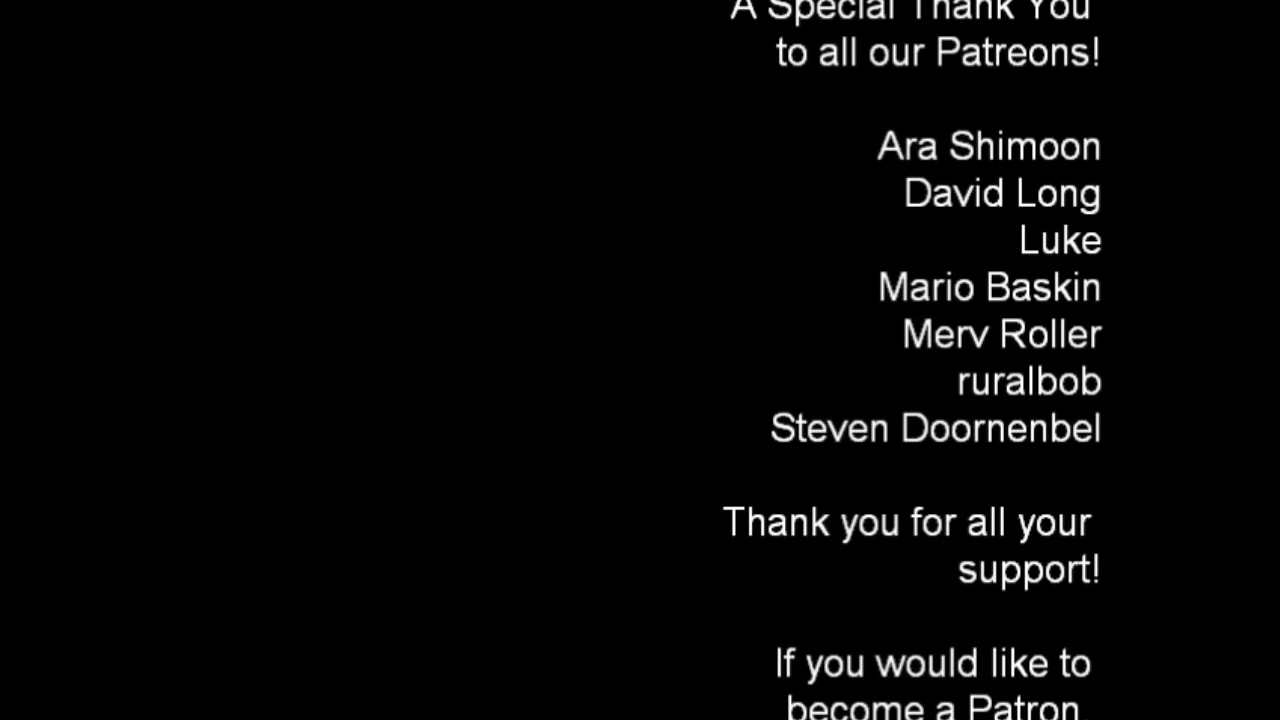 A Special Thank You
to all our Patreons!
Ara Shimoon
David Long
Luke
Mario Baskin
Merv Roller
ruralbob
Steven Doornenbel
Thank you for all your
support!
If you would like to
become a Patron